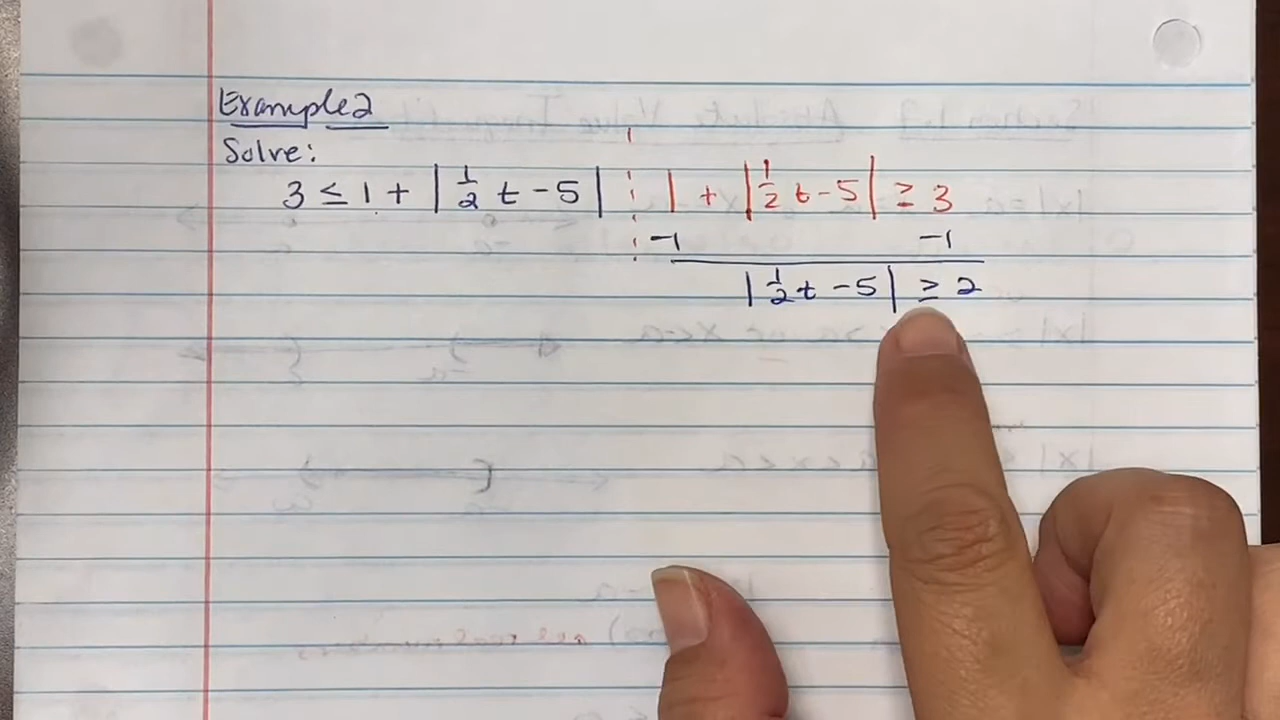 Example 2
Solve:
3 ≤ 1 + |1/2 t - 5| ¦ 1 + |1/2 t - 5| ≥ 3
-1 -1
|1/2 t - 5| ≥ 2